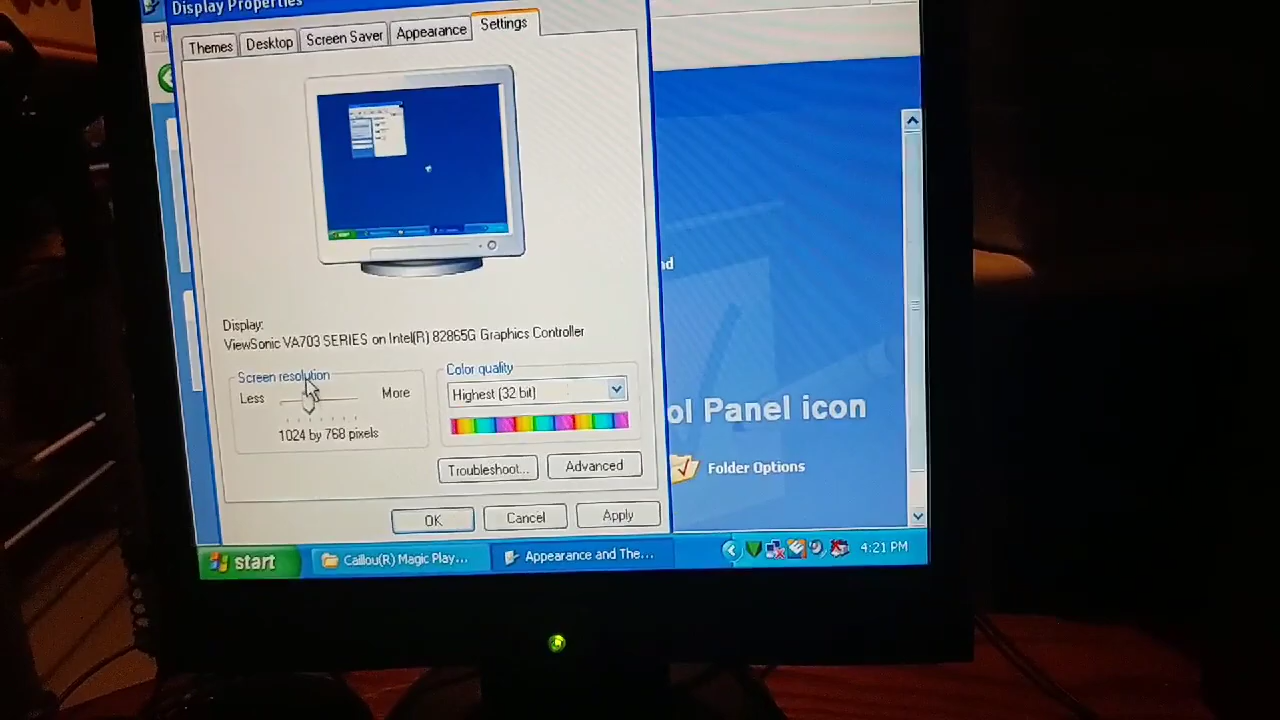 Display Properties
Themes
Desktop
Screen Saver
Appearance
Settings
Display:
ViewSonic VA703 SERIES on Intel(R) 82865G Graphics Controller
Screen resolution
Less
More
1024 by 768 pixels
Color quality
Highest (32 bit)
Troubleshoot...
Advanced
OK
Cancel
Apply
ol Panel icon
Folder Options
start
Caillou(R) Magic Play...
Appearance and The...
4:21 PM